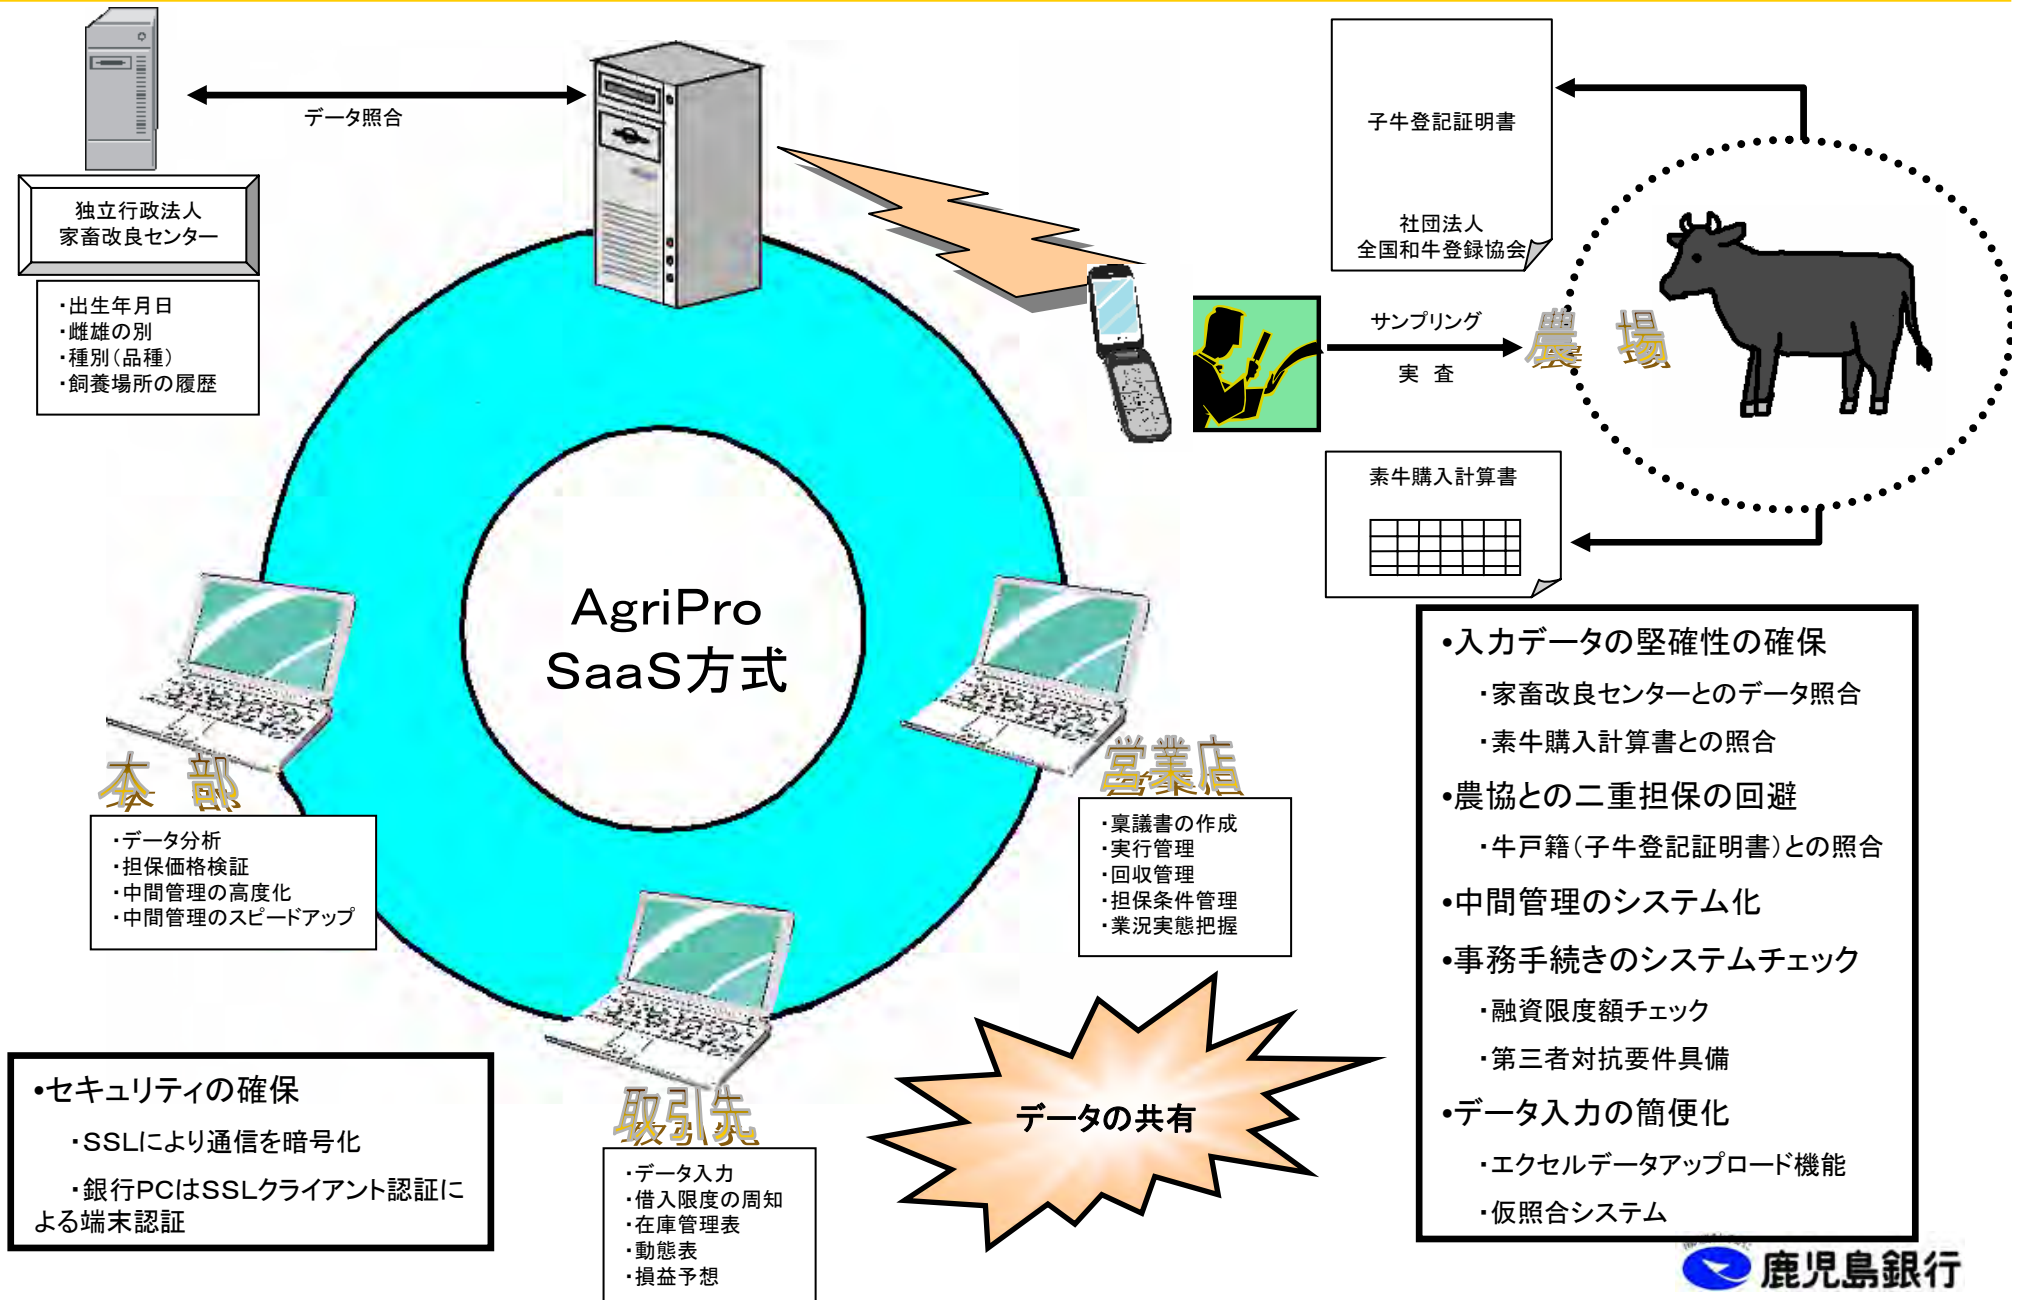 データ照合
独立行政法人
家畜改良センター
・出生年月日
・雌雄の別
・種別(品種)
・飼養場所の履歴
子牛登記証明書
社団法人
全国和牛登録協会
サンプリング
実 査
農 場
素牛購入計算書
AgriPro
SaaS方式
本 部
・データ分析
・担保価格検証
・中間管理の高度化
・中間管理のスピードアップ
営業店
・稟議書の作成
・実行管理
・回収管理
・担保条件管理
・業況実態把握
取引先
・データ入力
・借入限度の周知
・在庫管理表
・動態表
・損益予想
データの共有
•セキュリティの確保
・SSLにより通信を暗号化
・銀行PCはSSLクライアント認証に
よる端末認証
•入力データの堅確性の確保
・家畜改良センターとのデータ照合
・素牛購入計算書との照合
•農協との二重担保の回避
・牛戸籍(子牛登記証明書)との照合
•中間管理のシステム化
•事務手続きのシステムチェック
・融資限度額チェック
・第三者対抗要件具備
•データ入力の簡便化
・エクセルデータアップロード機能
・仮照合システム
鹿児島銀行